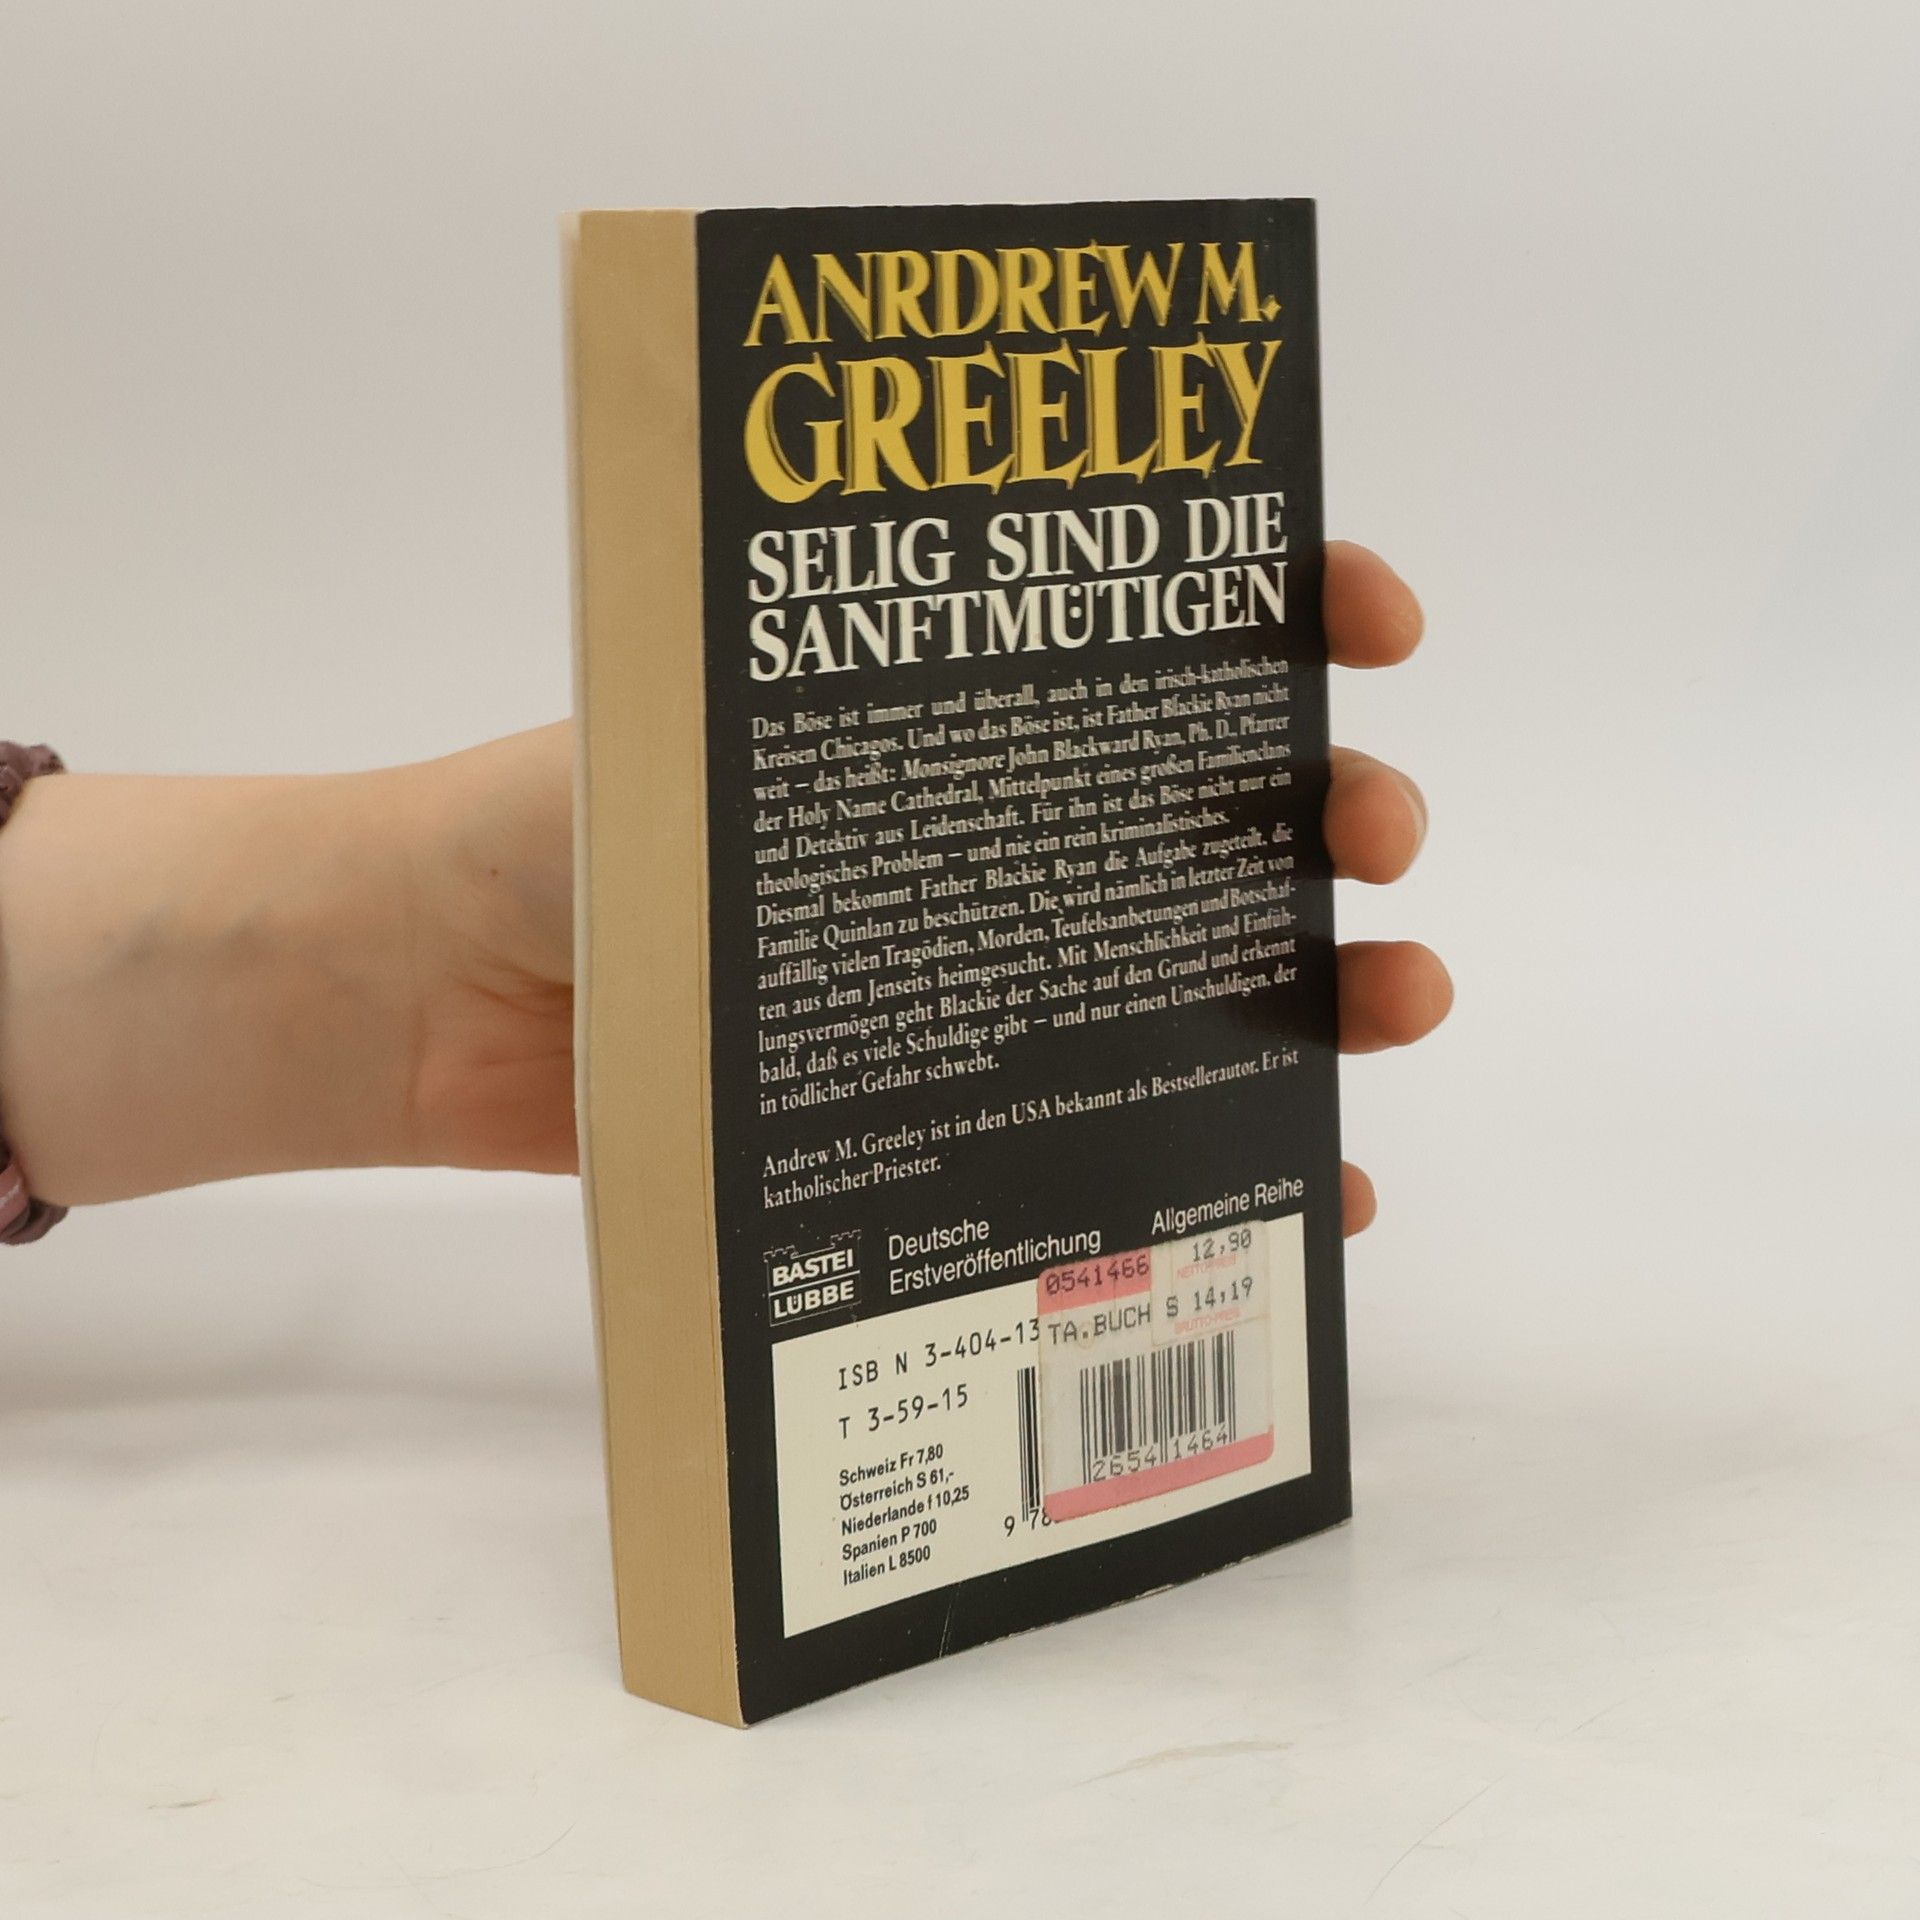 ANRDREW M.
GREELEY
SELIG SIND DIE
SANFTMÜTIGEN
Das Böse ist immer und überall, auch in den irisch-katholischen
Kreisen Chicagos. Und wo das Böse ist, ist Father Blackie Ryan nicht
weit – das heißt: Monsignore John Blackward Ryan, Ph. D., Pfarrer
der Holy Name Cathedral, Mittelpunkt eines großen Familienclans
und Detektiv aus Leidenschaft. Für ihn ist das Böse nicht nur ein
theologisches Problem – und nie ein rein kriminalistisches.
Diesmal bekommt Father Blackie Ryan die Aufgabe zugeteilt, die
Familie Quinlan zu beschützen. Die wird nämlich in letzter Zeit von
auffällig vielen Tragödien, Morden, Teufelsanbetungen und Botschaf-
ten aus dem Jenseits heimgesucht. Mit Menschlichkeit und Einfüh-
lungsvermögen geht Blackie der Sache auf den Grund und erkennt
bald, daß es viele Schuldige gibt – und nur einen Unschuldigen, der
in tödlicher Gefahr schwebt.
Andrew M. Greeley ist in den USA bekannt als Bestsellerautor. Er ist
katholischer Priester.
BASTEI
LÜBBE
Deutsche
Erstveröffentlichung
Allgemeine Reihe
0541466
12,90
NETTO-PREIS
TA.BUCH S 14,19
BRUTTO-PREIS
2654 1464
ISB N 3-404-13
T 3-59-15
Schweiz Fr 7,80
Österreich S 61,-
Niederlande f 10,25
Spanien P 700
Italien L 8500
9 78